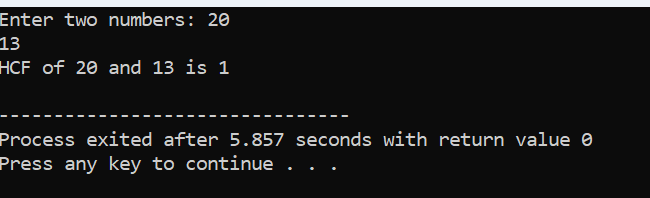 Enter two numbers: 20
13
HCF of 20 and 13 is 1
--------------------------------
Process exited after 5.857 seconds with return value 0
Press any key to continue . . .